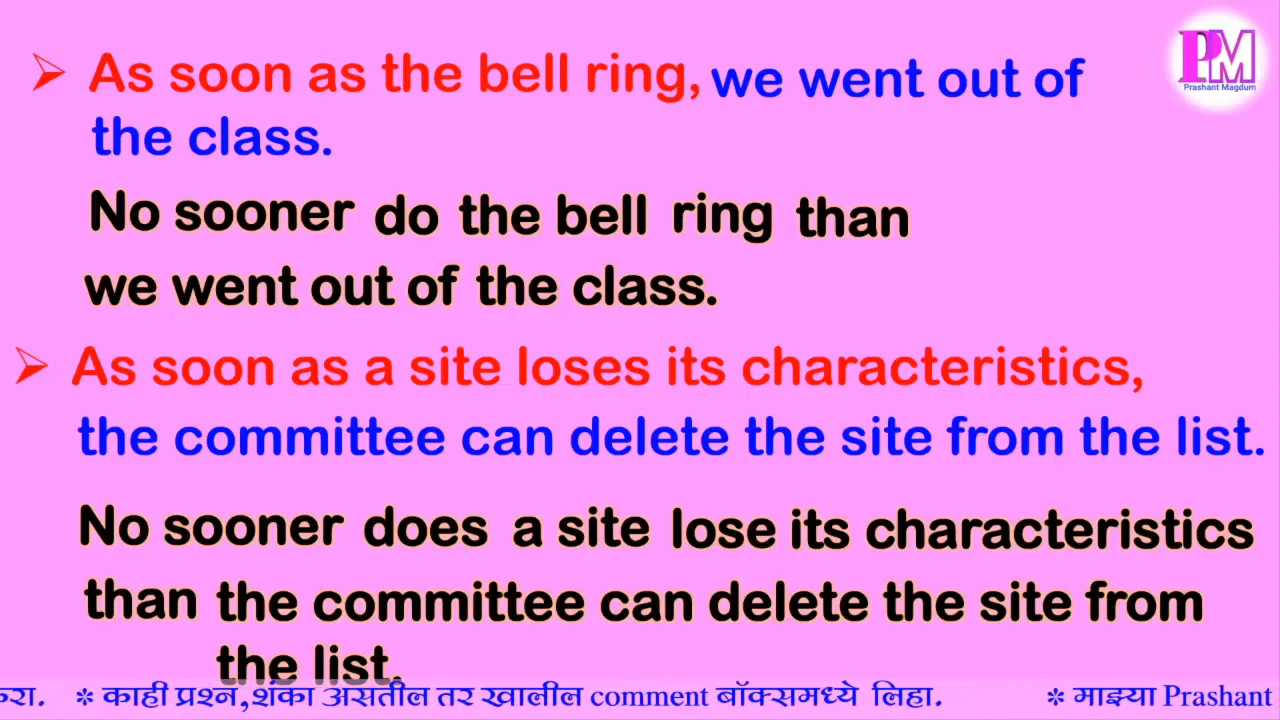 ➢ As soon as the bell ring, we went out of
PM
Prashant Magdum
the class.
No sooner do the bell ring than
we went out of the class.
➢ As soon as a site loses its characteristics,
the committee can delete the site from the list.
No sooner does a site lose its characteristics
than the committee can delete the site from
the list.
* काही प्रश्न,शंका असतील तर खालील comment बॉक्समध्ये लिहा. * माझ्या Prashant